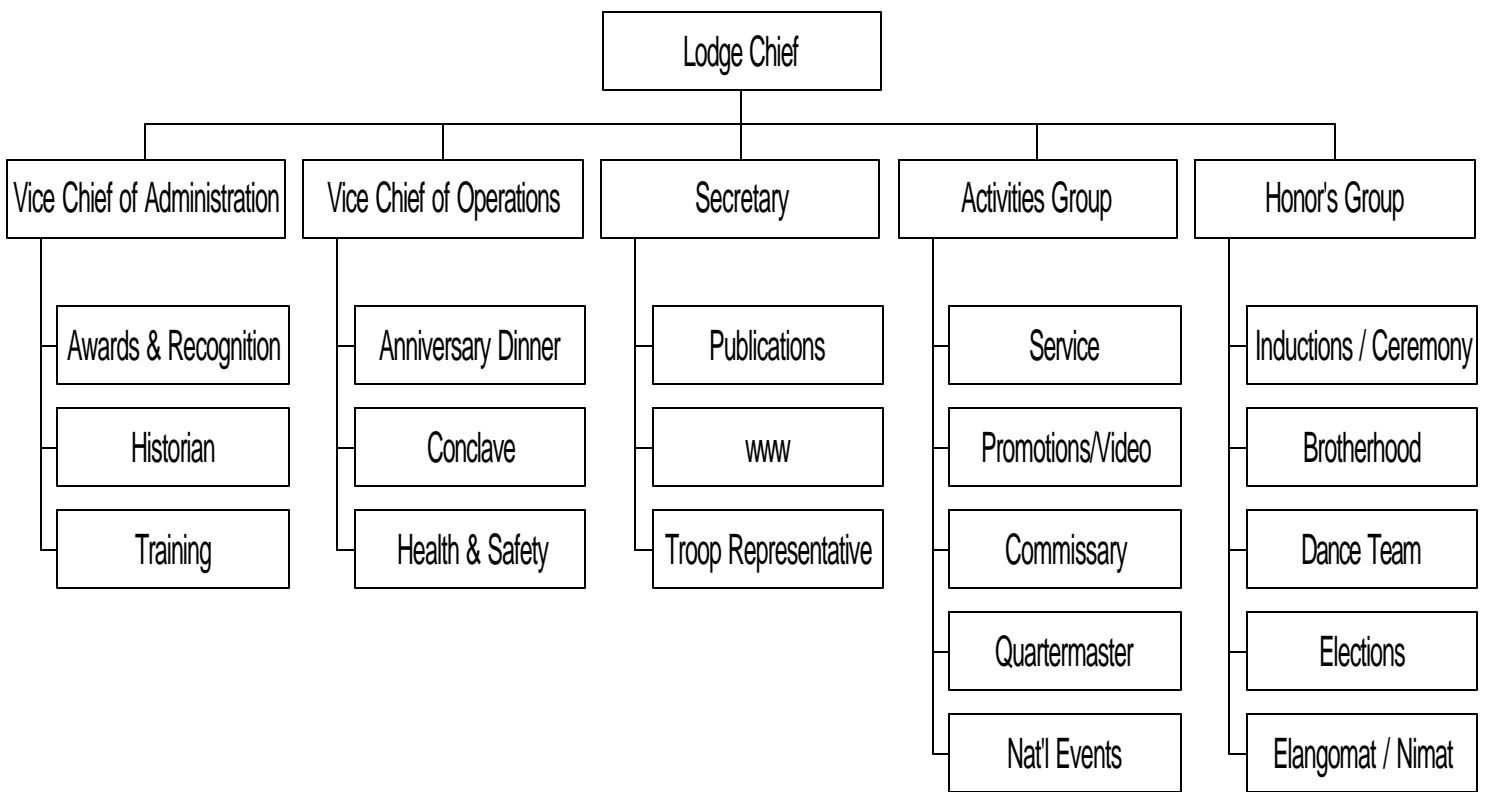 Lodge Chief
Vice Chief of Administration
Vice Chief of Operations
Secretary
Activities Group
Honor's Group
Awards & Recognition
Historian
Training
Anniversary Dinner
Conclave
Health & Safety
Publications
www
Troop Representative
Service
Promotions/Video
Commissary
Quartermaster
Nat'l Events
Inductions / Ceremony
Brotherhood
Dance Team
Elections
Elangomat / Nimat